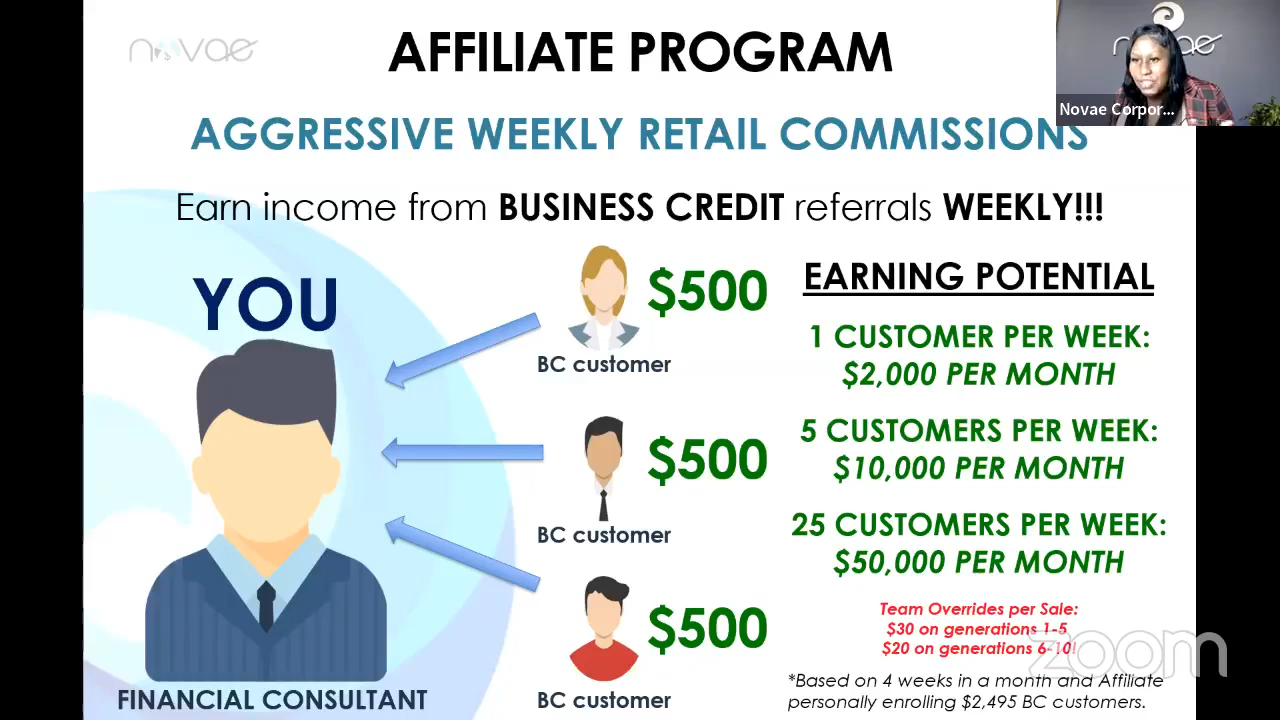 novae
AFFILIATE PROGRAM
novae
Novae Corpor...
AGGRESSIVE WEEKLY RETAIL COMMISSIONS
Earn income from BUSINESS CREDIT referrals WEEKLY!!!
YOU
$500
BC customer
$500
BC customer
$500
BC customer
FINANCIAL CONSULTANT
EARNING POTENTIAL
1 CUSTOMER PER WEEK:
$2,000 PER MONTH
5 CUSTOMERS PER WEEK:
$10,000 PER MONTH
25 CUSTOMERS PER WEEK:
$50,000 PER MONTH
Team Overrides per Sale:
$30 on generations 1-5
$20 on generations 6-10!
zoom
*Based on 4 weeks in a month and Affiliate
personally enrolling $2,495 BC customers.